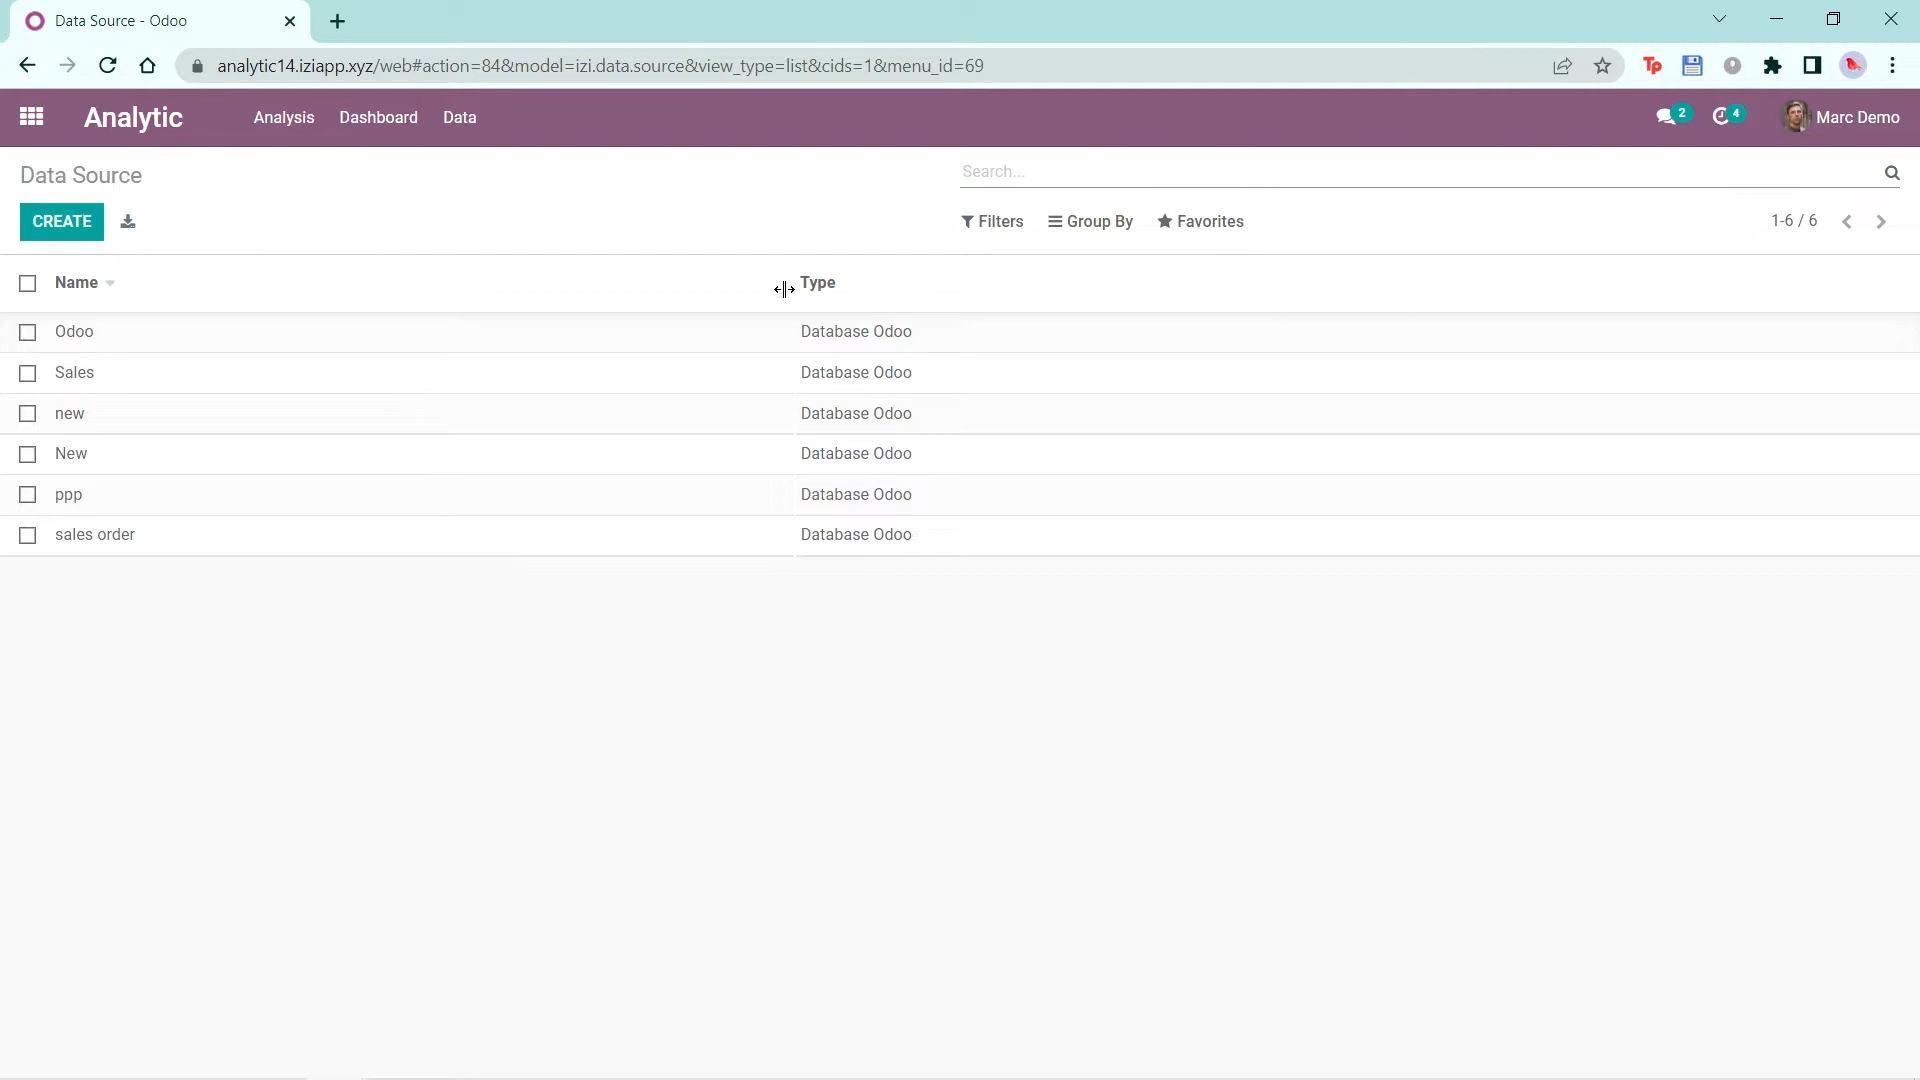 Data Source - Odoo
analytic14.iziapp.xyz/web#action=84&model=izi.data.source&view_type=list&cids=1&menu_id=69
Tp
Analytic Analysis Dashboard Data 2 4 Marc Demo
Data Source Search...
CREATE Filters Group By Favorites 1-6 / 6
Name Type
Odoo Database Odoo
Sales Database Odoo
new Database Odoo
New Database Odoo
ppp Database Odoo
sales order Database Odoo